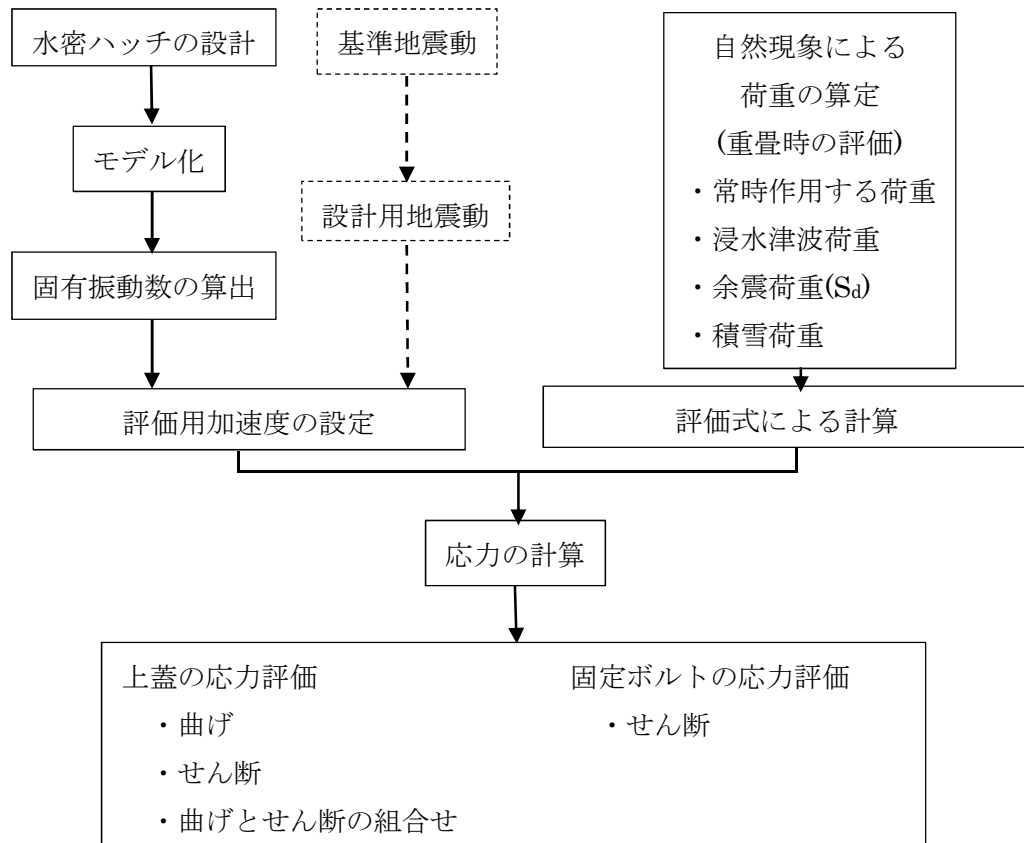 水密ハッチの設計
基準地震動
自然現象による
荷重の算定
(重畳時の評価)
・常時作用する荷重
・浸水津波荷重
・余震荷重(Sd)
・積雪荷重
モデル化
設計用地震動
固有振動数の算出
評価用加速度の設定
評価式による計算
応力の計算
上蓋の応力評価
・曲げ
・せん断
・曲げとせん断の組合せ
固定ボルトの応力評価
・せん断